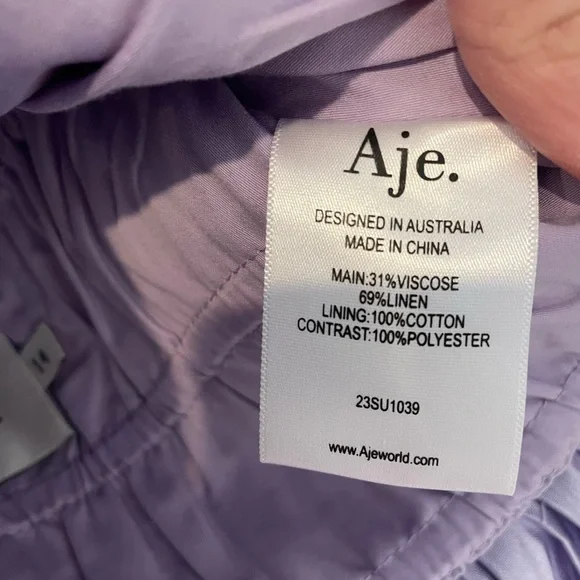 Aje.
DESIGNED IN AUSTRALIA
MADE IN CHINA
MAIN:31%VISCOSE
69%LINEN
LINING:100%COTTON
CONTRAST:100%POLYESTER
23SU1039
www.Ajeworld.com
14